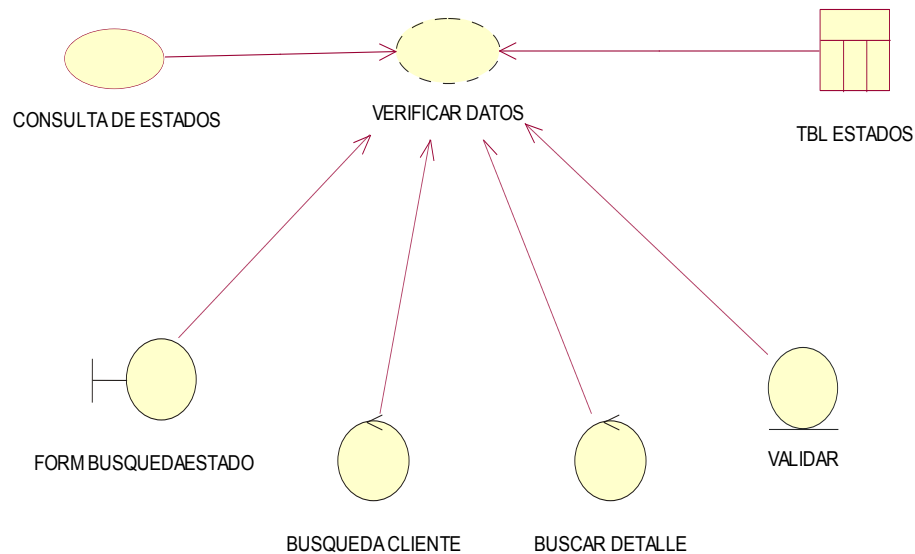 CONSULTA DE ESTADOS
VERIFICAR DATOS
TBL ESTADOS
FORM BUSQUEDAESTADO
VALIDAR
BUSQUEDA CLIENTE
BUSCAR DETALLE